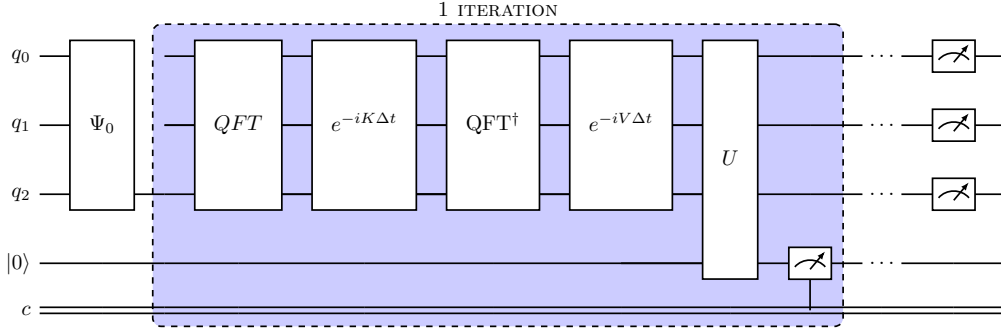 1 ITERATION
q₀
q₁
q₂
|0⟩
c
Ψ₀
QFT
e^{-iKΔt}
QFT†
e^{-iVΔt}
U
...
...
...
...